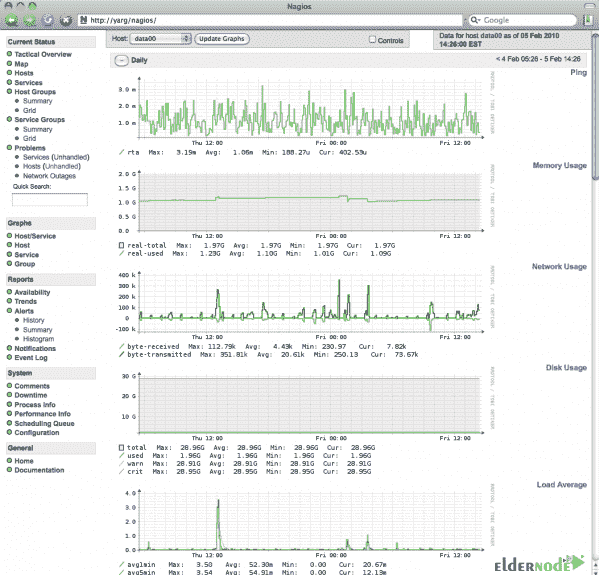 Nagios
http://yarg/nagios/
Google
Current Status
Tactical Overview
Map
Hosts
Services
Host Groups
Summary
Grid
Service Groups
Summary
Grid
Problems
Services (Unhandled)
Hosts (Unhandled)
Network Outages
Quick Search:
Graphs
Host/Service
Host
Service
Group
Reports
Availability
Trends
Alerts
History
Summary
Histogram
Notifications
Event Log
System
Comments
Downtime
Process Info
Performance Info
Scheduling Queue
Configuration
General
Home
Documentation
Host: data00 Update Graphs Controls
Data for host data00 as of 05 Feb 2010
14:26:00 EST
Daily < 4 Feb 05:26 - 5 Feb 14:26
Ping
3.0 m
2.0 m
1.0 m
Thu 12:00 Fri 00:00 Fri 12:00
rta Max: 3.19m Avg: 1.06m Min: 188.27u Cur: 402.53u
Memory Usage
2.0 G
1.5 G
1.0 G
0.5 G
0.0
Thu 12:00 Fri 00:00 Fri 12:00
real-total Max: 1.97G Avg: 1.97G Min: 1.97G Cur: 1.97G
real-used Max: 1.23G Avg: 1.10G Min: 1.01G Cur: 1.09G
Network Usage
400 k
300 k
200 k
100 k
0
-100 k
Thu 12:00 Fri 00:00 Fri 12:00
byte-received Max: 112.79k Avg: 4.43k Min: 230.97 Cur: 7.82k
byte-transmitted Max: 351.81k Avg: 20.61k Min: 250.13 Cur: 73.67k
Disk Usage
30 G
20 G
10 G
Thu 12:00 Fri 00:00 Fri 12:00
total Max: 28.96G Avg: 28.96G Min: 28.96G Cur: 28.96G
used Max: 1.96G Avg: 1.96G Min: 1.96G Cur: 1.96G
warn Max: 28.91G Avg: 28.91G Min: 28.91G Cur: 28.91G
crit Max: 28.95G Avg: 28.95G Min: 28.95G Cur: 28.95G
Load Average
4.0
3.0
2.0
1.0
0.0
Thu 12:00 Fri 00:00 Fri 12:00
avg1min Max: 3.50 Avg: 52.30m Min: 0.00 Cur: 20.67m
avg5min Max: 3.54 Avg: 54.91m Min: 0.00 Cur: 12.13m
eldernode